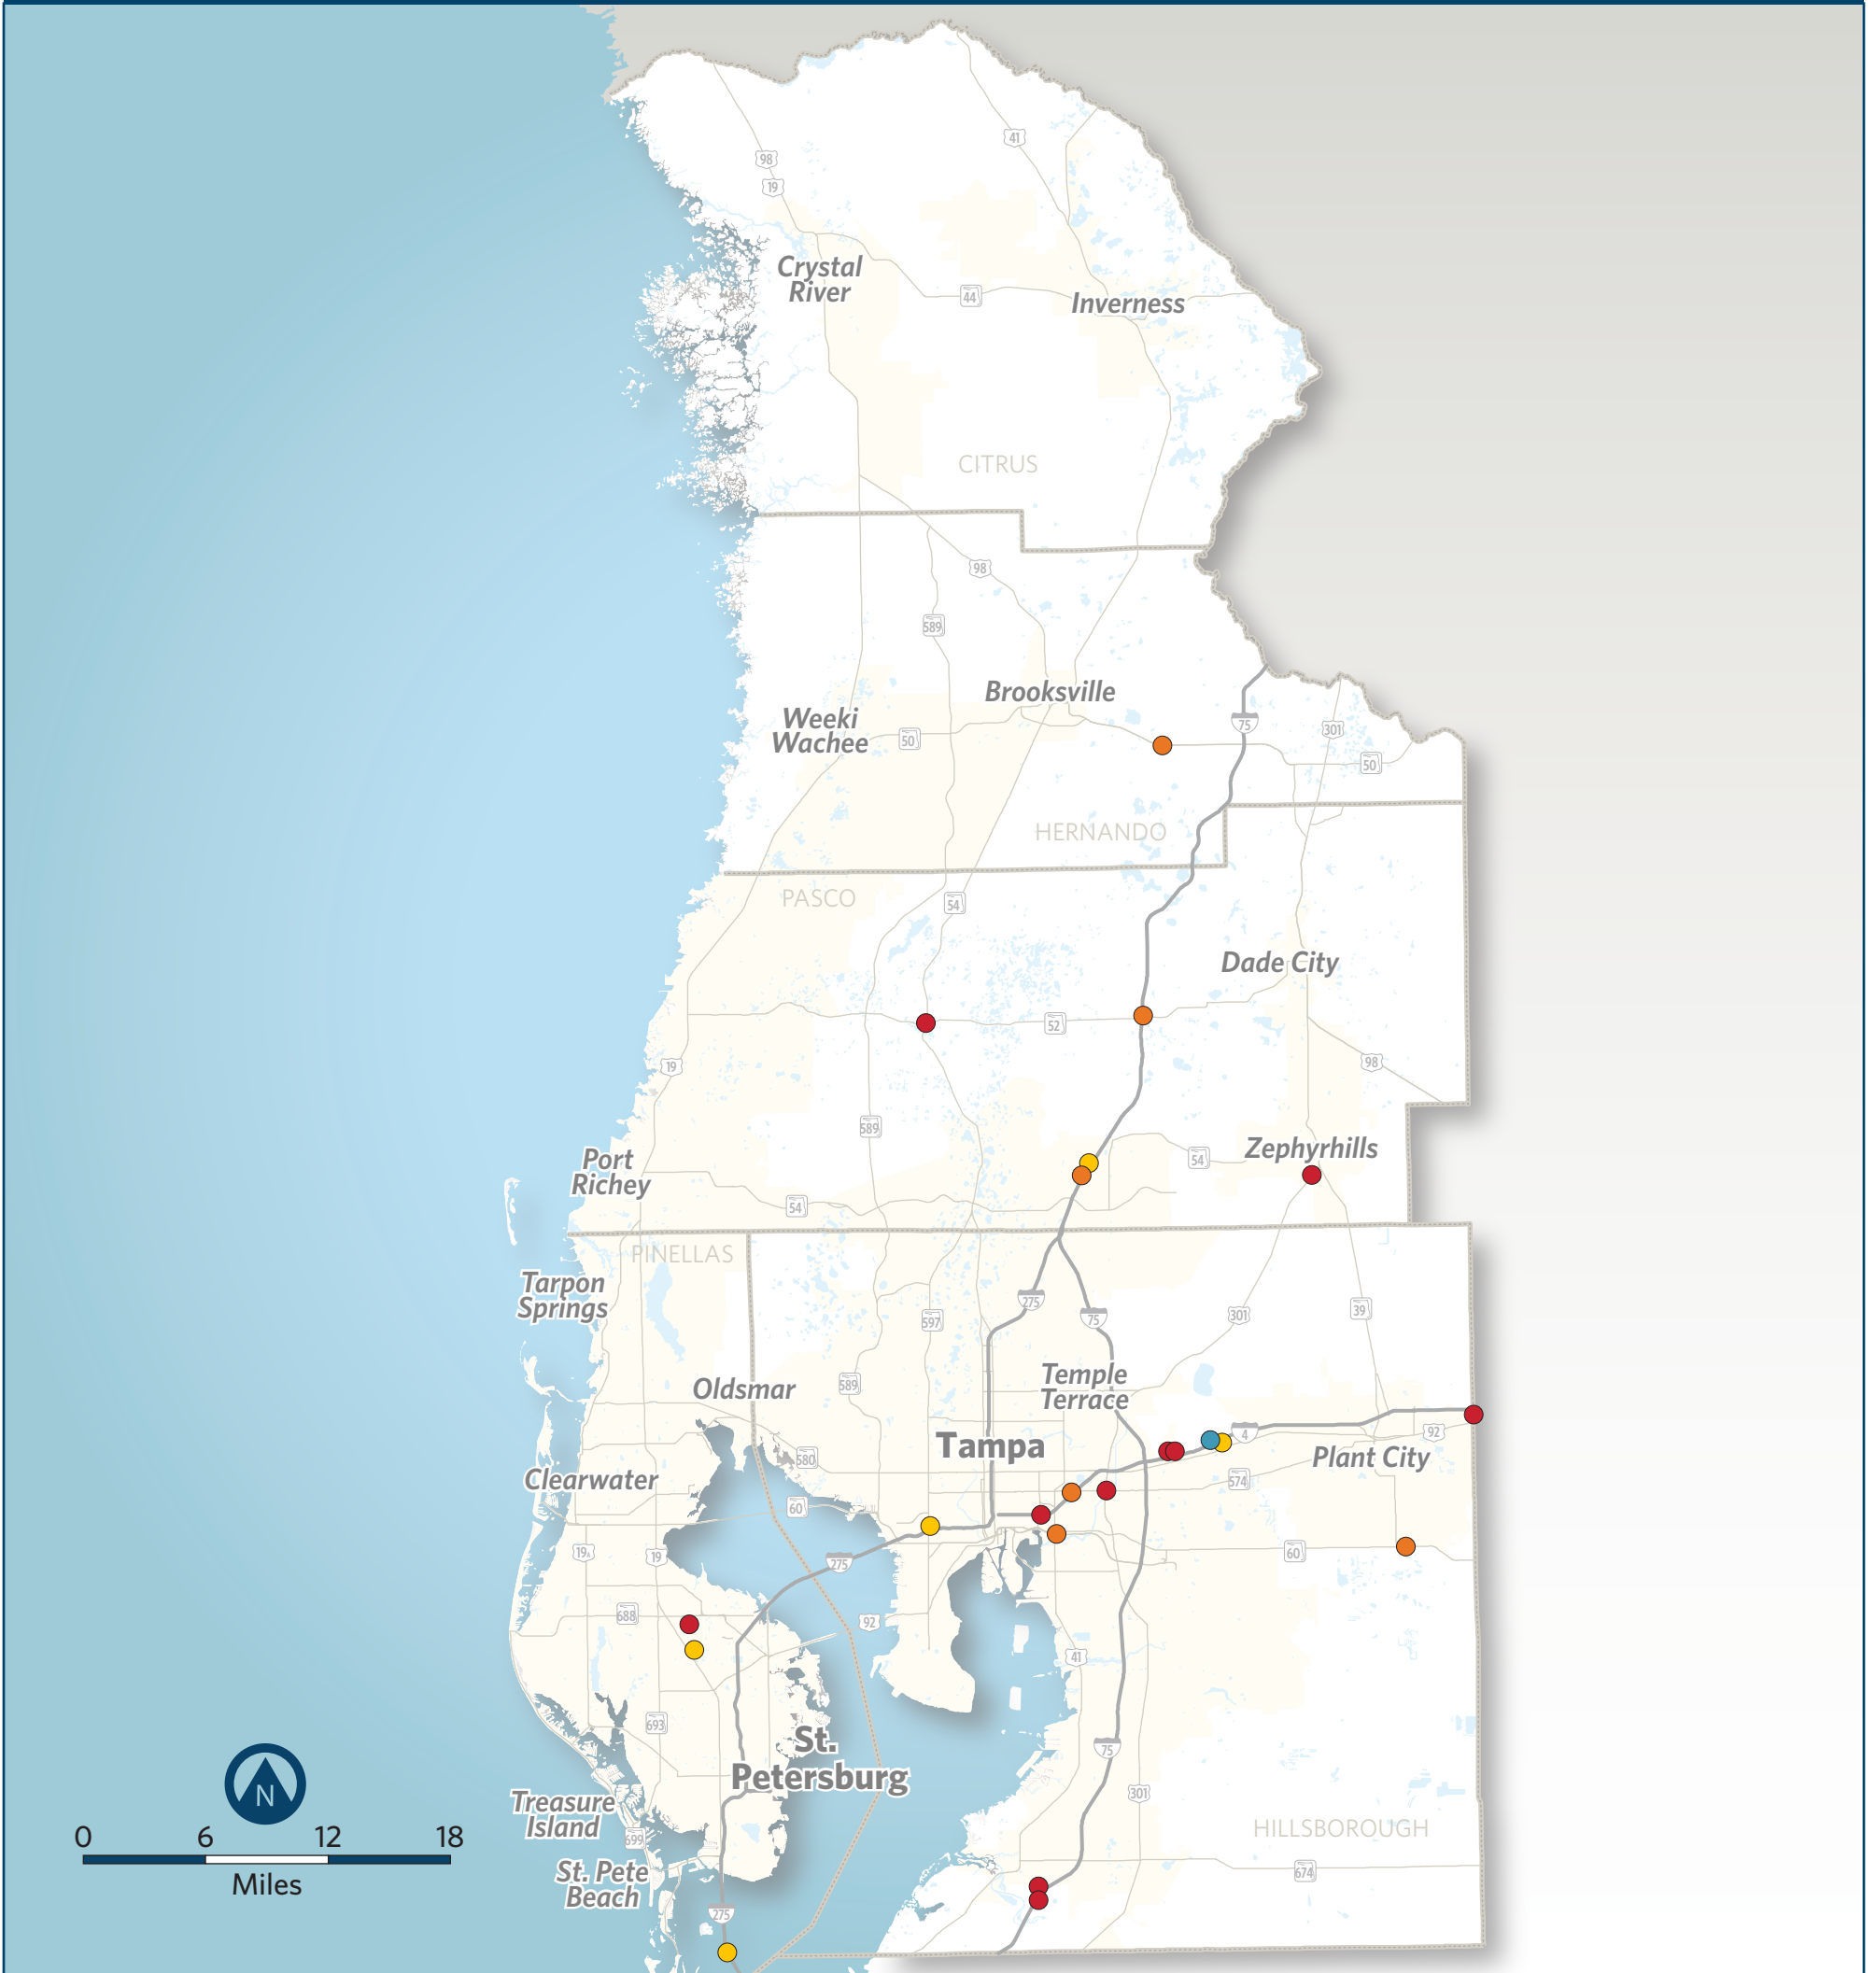 41
98
19
Crystal
River
44
Inverness
CITRUS
98
589
Brooksville
Weeki
Wachee
50
75
301
50
HERNANDO
PASCO
54
Dade City
52
19
98
589
Zephyrhills
54
Port
Richey
54
PINELLAS
Tarpon
Springs
275
75
597
301
39
Temple
Terrace
Oldsmar
589
4
92
Tampa
580
Plant City
Clearwater
574
60
19A
19
275
60
688
92
41
693
St.
Petersburg
75
N
301
Treasure
Island
HILLSBOROUGH
0 6 12 18
699
Miles
St. Pete
Beach
674
275